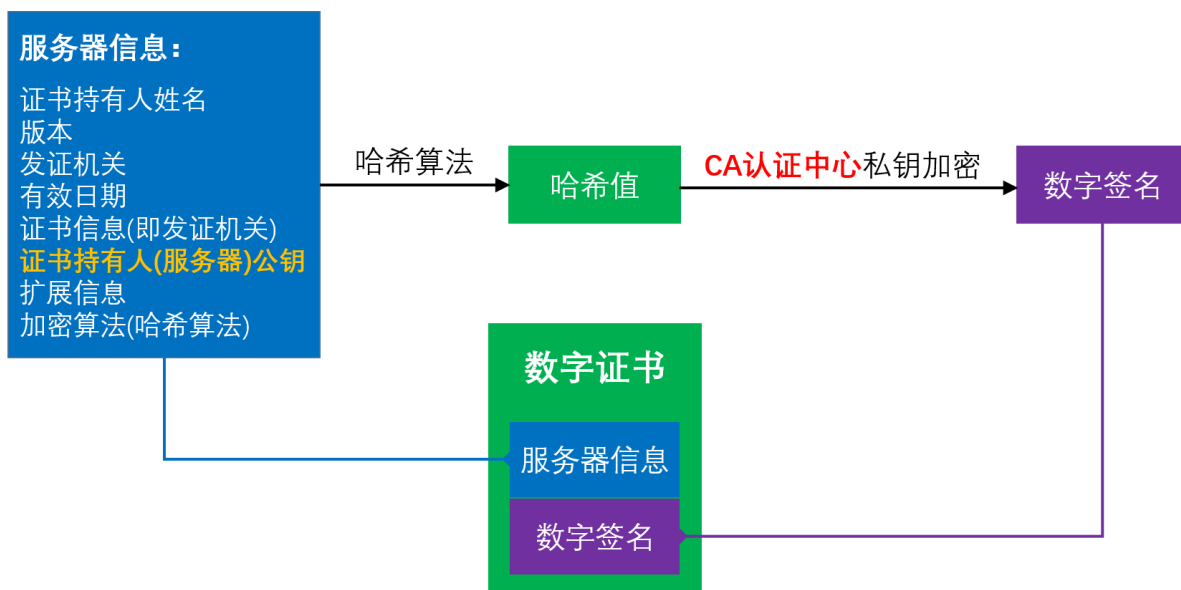 服务器信息:
证书持有人姓名
版本
发证机关
有效日期
证书信息(即发证机关)
证书持有人(服务器)公钥
扩展信息
加密算法(哈希算法)
哈希算法
哈希值
CA认证中心私钥加密
数字签名
数字证书
服务器信息
数字签名